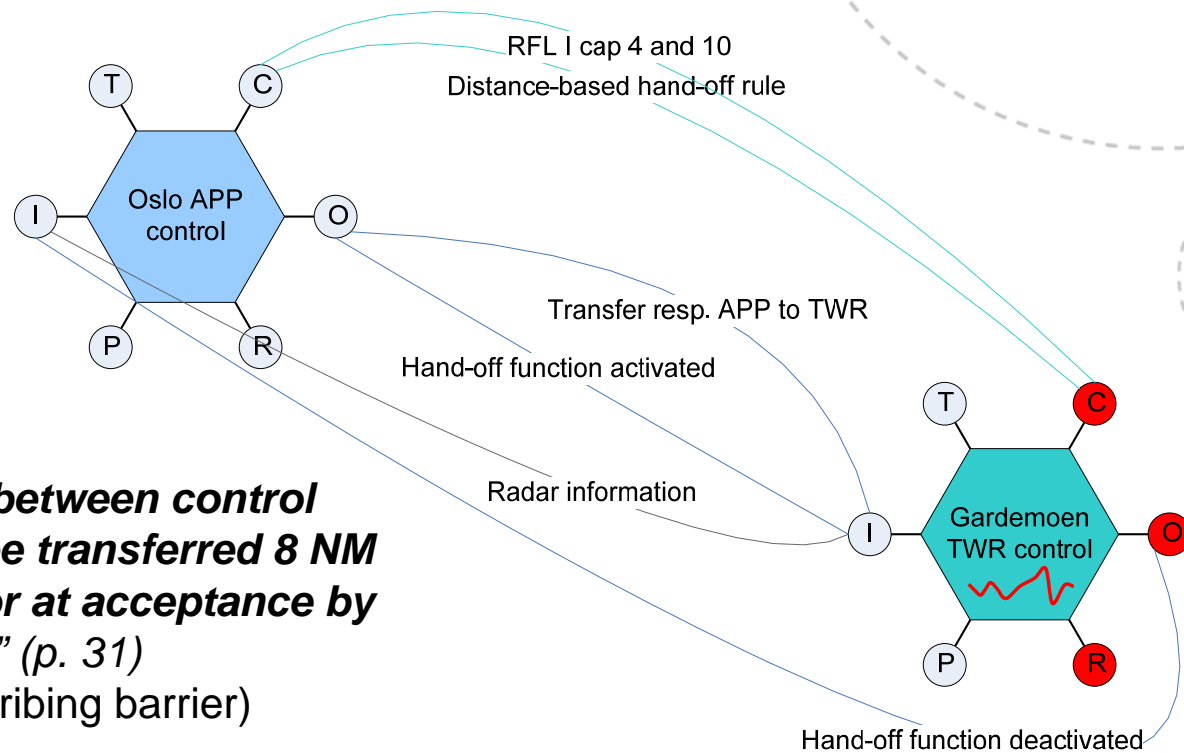 RFL I cap 4 and 10
Distance-based hand-off rule
T
C
Oslo APP
control
I
O
P
R
Transfer resp. APP to TWR
Hand-off function activated
Radar information
T
C
Gardemoen
TWR control
I
O
P
R
Hand-off function deactivated
between control
e transferred 8 NM
or at acceptance by
” (p. 31)
ribing barrier)